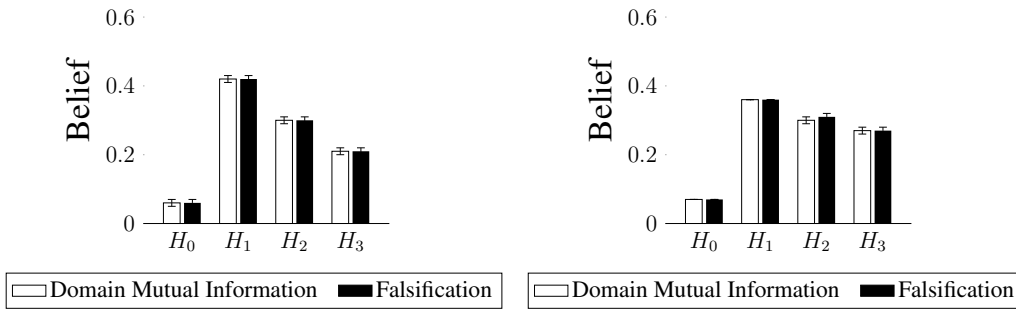 0.6
0.4
0.2
0
Belief
H₀ H₁ H₂ H₃
Domain Mutual Information Falsification
0.6
0.4
0.2
0
Belief
H₀ H₁ H₂ H₃
Domain Mutual Information Falsification